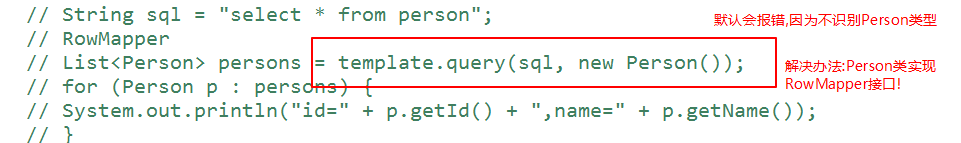 // String sql = "select * from person";
// RowMapper
// List<Person> persons = template.query(sql, new Person());
// for (Person p : persons) {
// System.out.println("id=" + p.getId() + ",name=" + p.getName());
// }
默认会报错,因为不识别Person类型
解决办法:Person类实现
RowMapper接口!